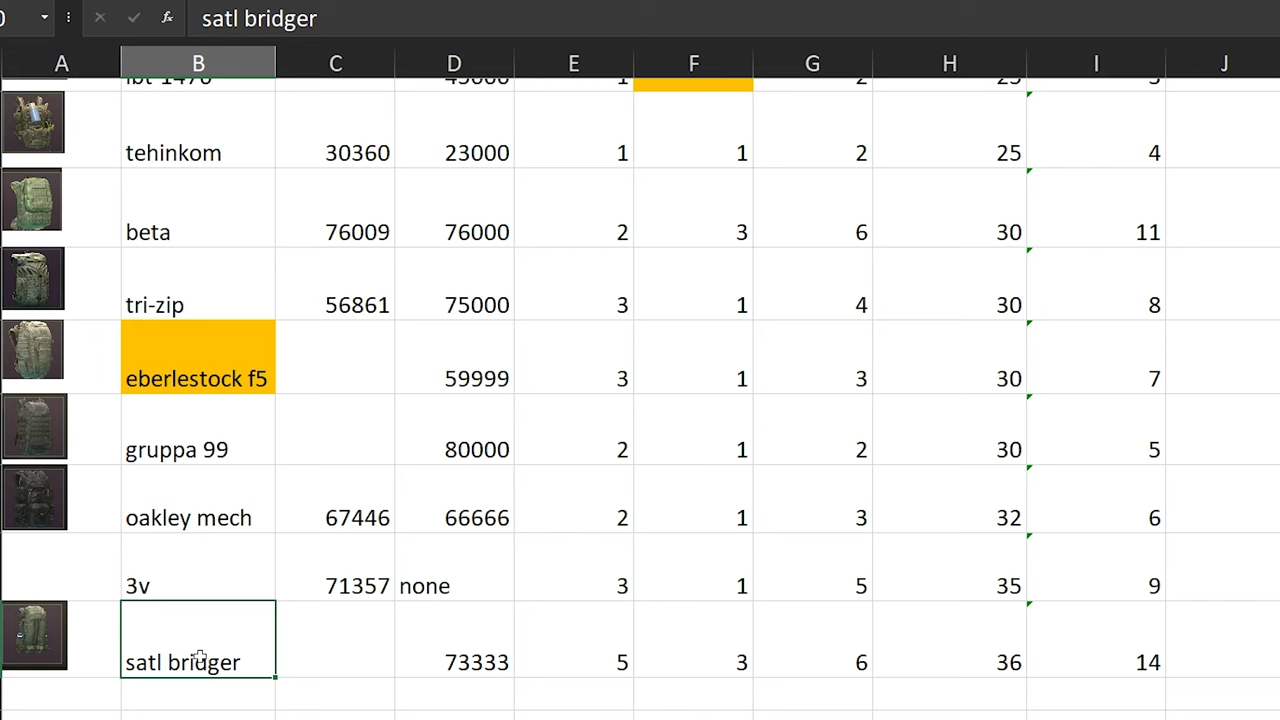 satl bridger
A B C D E F G H I J
tehinkom 30360 23000 1 1 2 25 4
beta 76009 76000 2 3 6 30 11
tri-zip 56861 75000 3 1 4 30 8
eberlestock f5 59999 3 1 3 30 7
gruppa 99 80000 2 1 2 30 5
oakley mech 67446 66666 2 1 3 32 6
3v 71357 none 3 1 5 35 9
satl bridger 73333 5 3 6 36 14